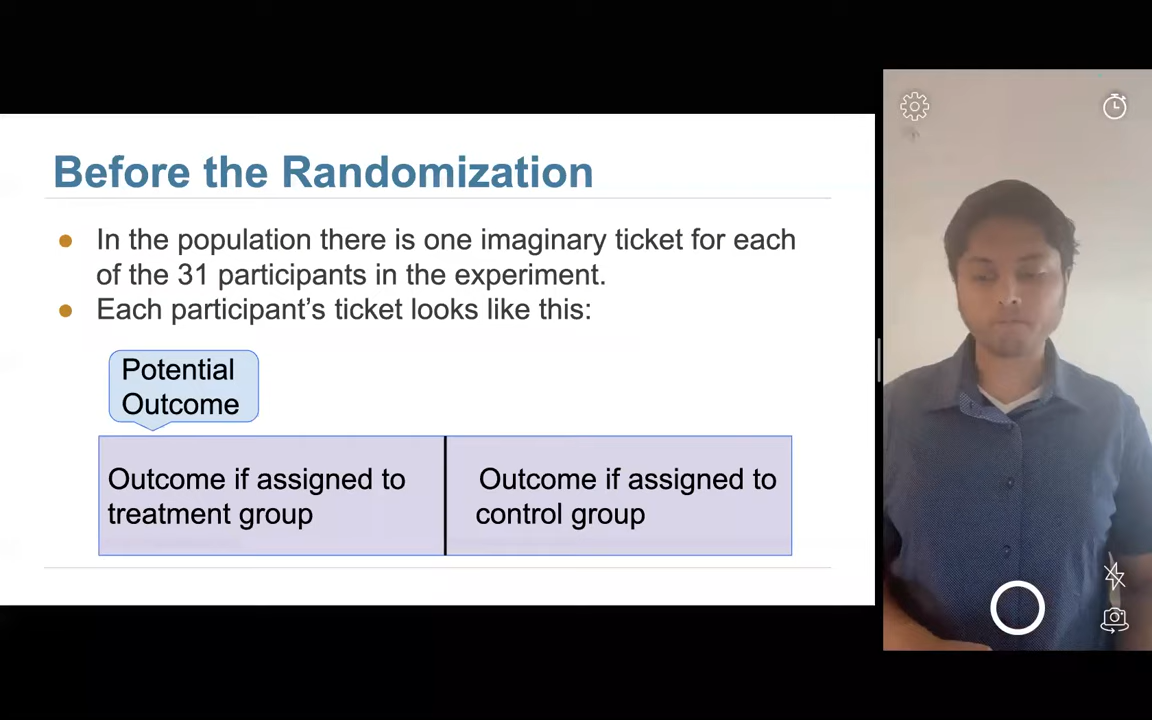 Before the Randomization
● In the population there is one imaginary ticket for each
of the 31 participants in the experiment.
● Each participant’s ticket looks like this:
Potential
Outcome
Outcome if assigned to
treatment group
Outcome if assigned to
control group